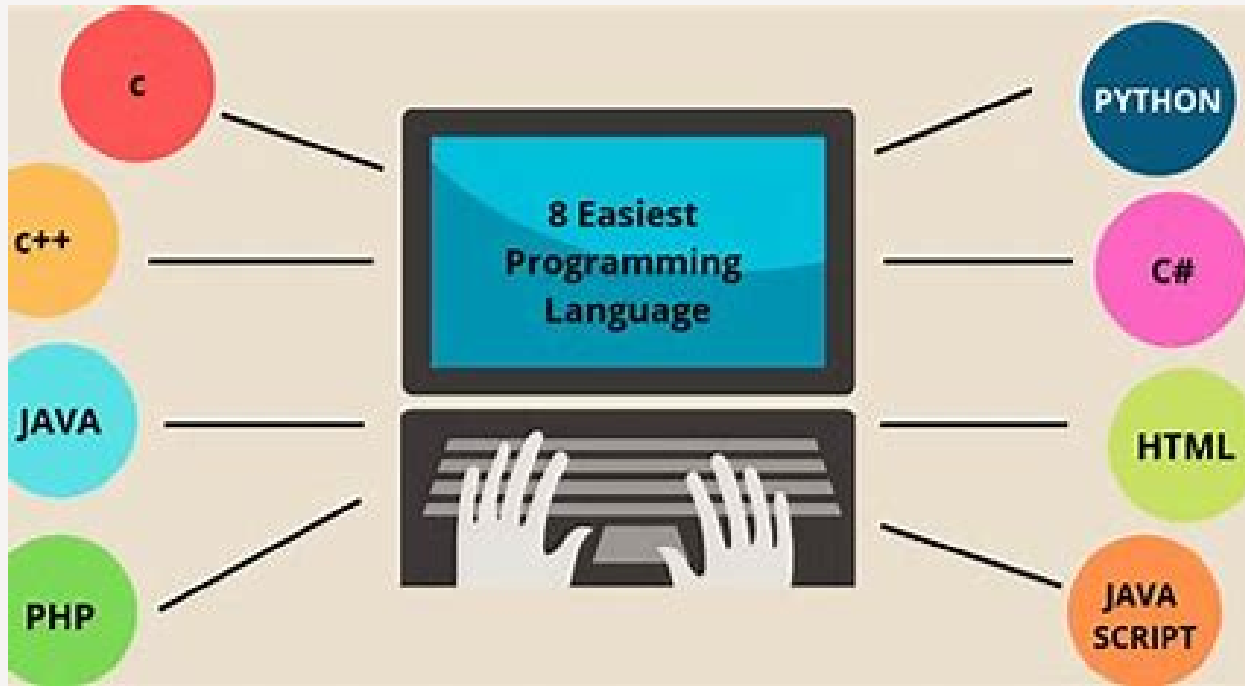 c
c++
JAVA
PHP
8 Easiest
Programming
Language
PYTHON
C#
HTML
JAVA
SCRIPT